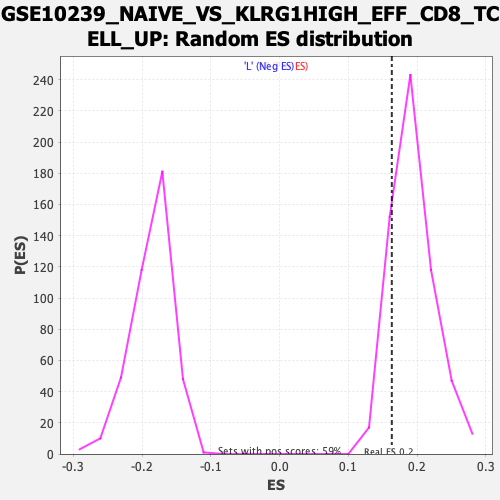 GSE10239_NAIVE_VS_KLRG1HIGH_EFF_CD8_TC
ELL_UP: Random ES distribution
'L' (Neg ES) ES)
240
220
200
180
160
140
120
100
80
60
40
20
0
P(ES)
Sets with pos scores: 59%
Real ES 0.2
-0.3 -0.2 -0.1 0.0 0.1 0.2 0.3
ES